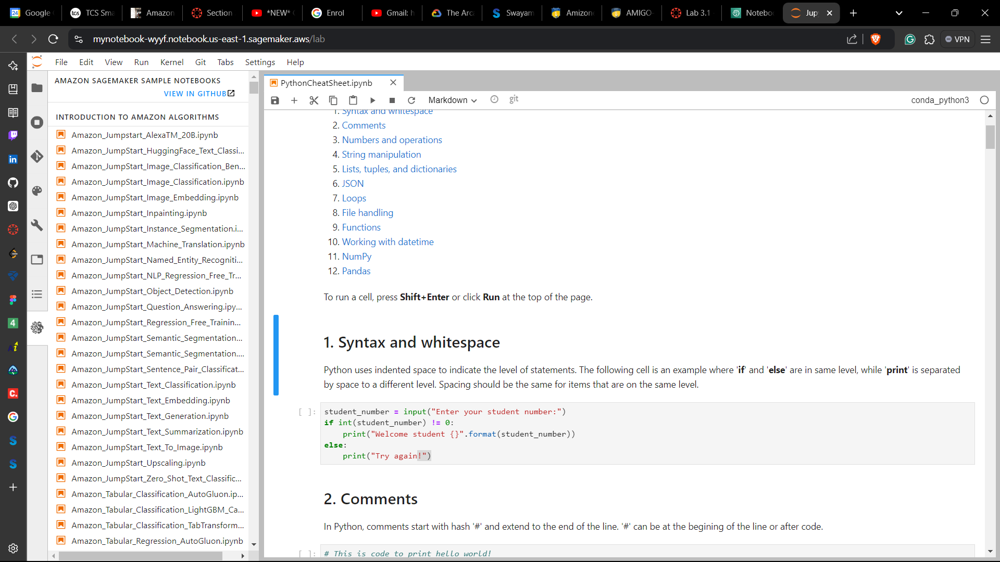 24 Google
tcs TCS Sma
Amazon
Section
*NEW*
Enrol
Gmail: h
The Arc
Swayam
Amizon
AMIGO-
Lab 3.1
Notebo
Jup
mynotebook-wyyf.notebook.us-east-1.sagemaker.aws/lab
VPN
File Edit View Run Kernel Git Tabs Settings Help
AMAZON SAGEMAKER SAMPLE NOTEBOOKS
VIEW IN GITHUB
INTRODUCTION TO AMAZON ALGORITHMS
Amazon_Jumpstart_AlexaTM_20B.ipynb
Amazon_JumpStart_HuggingFace_Text_Classi...
Amazon_JumpStart_Image_Classification_Ben...
Amazon_JumpStart_Image_Classification.ipynb
Amazon_JumpStart_Image_Embedding.ipynb
Amazon_JumpStart_Inpainting.ipynb
Amazon_JumpStart_Instance_Segmentation.i...
Amazon_JumpStart_Machine_Translation.ipynb
Amazon_JumpStart_Named_Entity_Recogniti...
Amazon_JumpStart_NLP_Regression_Free_Tr...
Amazon_JumpStart_Object_Detection.ipynb
Amazon_JumpStart_Question_Answering.ipy...
Amazon_JumpStart_Regression_Free_Trainin...
Amazon_JumpStart_Semantic_Segmentation...
Amazon_JumpStart_Semantic_Segmentation....
Amazon_JumpStart_Sentence_Pair_Classificat...
Amazon_JumpStart_Text_Classification.ipynb
Amazon_JumpStart_Text_Embedding.ipynb
Amazon_JumpStart_Text_Generation.ipynb
Amazon_JumpStart_Text_Summarization.ipynb
Amazon_JumpStart_Text_To_Image.ipynb
Amazon_JumpStart_Upscaling.ipynb
Amazon_JumpStart_Zero_Shot_Text_Classific...
Amazon_Tabular_Classification_AutoGluon.ip...
Amazon_Tabular_Classification_LightGBM_Ca...
Amazon_Tabular_Classification_TabTransform...
Amazon_Tabular_Regression_AutoGluon.ipynb
PythonCheatSheet.ipynb
Markdown
git
conda_python3
1. Syntax and whitespace
2. Comments
3. Numbers and operations
4. String manipulation
5. Lists, tuples, and dictionaries
6. JSON
7. Loops
8. File handling
9. Functions
10. Working with datetime
11. NumPy
12. Pandas
To run a cell, press Shift+Enter or click Run at the top of the page.
1. Syntax and whitespace
Python uses indented space to indicate the level of statements. The following cell is an example where 'if' and 'else' are in same level, while 'print' is separated
by space to a different level. Spacing should be the same for items that are on the same level.
[ ]: student_number = input("Enter your student number:")
if int(student_number) != 0:
    print("Welcome student {}".format(student_number))
else:
    print("Try again!")
2. Comments
In Python, comments start with hash '#' and extend to the end of the line. '#' can be at the begining of the line or after code.
[ ]: # This is code to print hello world!